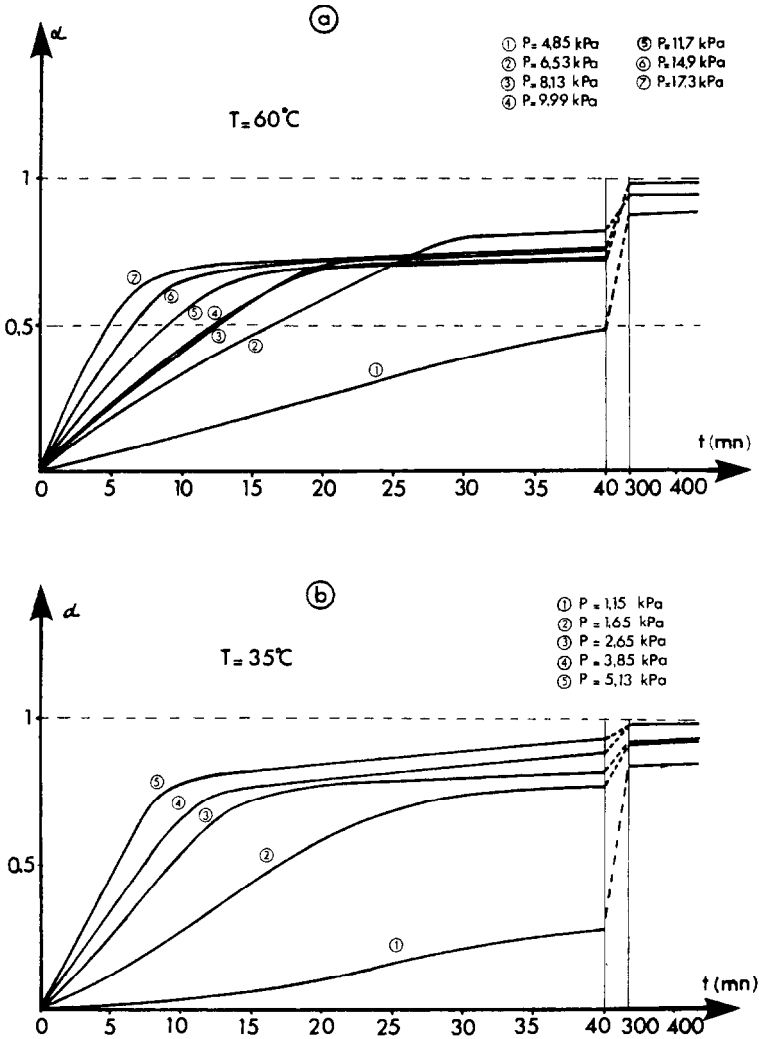 a
α
① P= 4,85 kPa
② P= 6,53 kPa
③ P= 8,13 kPa
④ P= 9,99 kPa
⑤ P= 11,7 kPa
⑥ P=14,9 kPa
⑦ P=17,3 kPa
T=60°C
1
⑦
⑥
⑤ ④
0,5
③
②
①
t (mn)
0 5 10 15 20 25 30 35 40 300 400
b
α
① P = 1,15 kPa
② P = 1,65 kPa
③ P = 2,65 kPa
④ P = 3,85 kPa
⑤ P = 5,13 kPa
T= 35°C
1
⑤
④
③
0.5
②
①
t (mn)
0 5 10 15 20 25 30 35 40 300 400